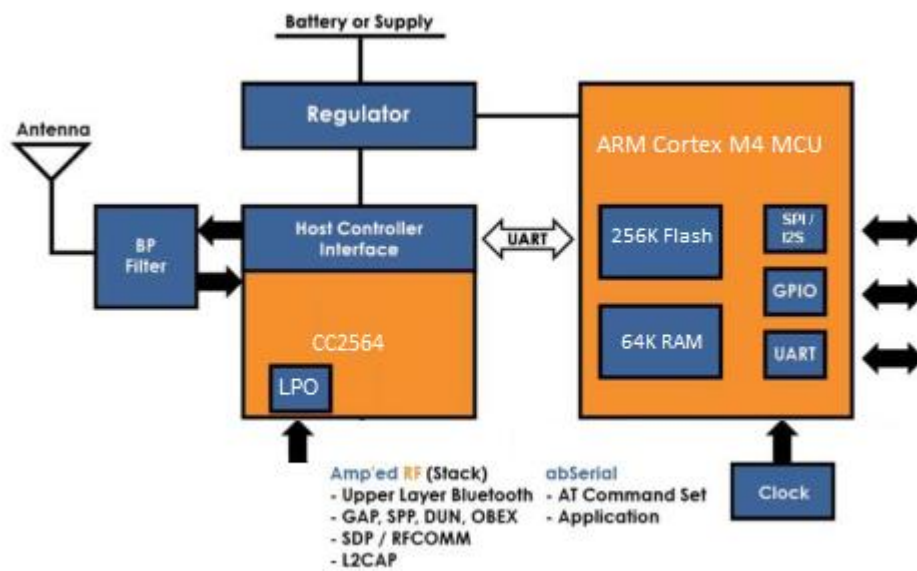 Battery or Supply
Regulator
Antenna
ARM Cortex M4 MCU
BP
Filter
Host Controller
Interface
UART
256K Flash
SPI /
I2S
GPIO
CC2564
64K RAM
UART
LPO
Amp'ed RF (Stack)
- Upper Layer Bluetooth
- GAP, SPP, DUN, OBEX
- SDP / RFCOMM
- L2CAP
abSerial
- AT Command Set
- Application
Clock